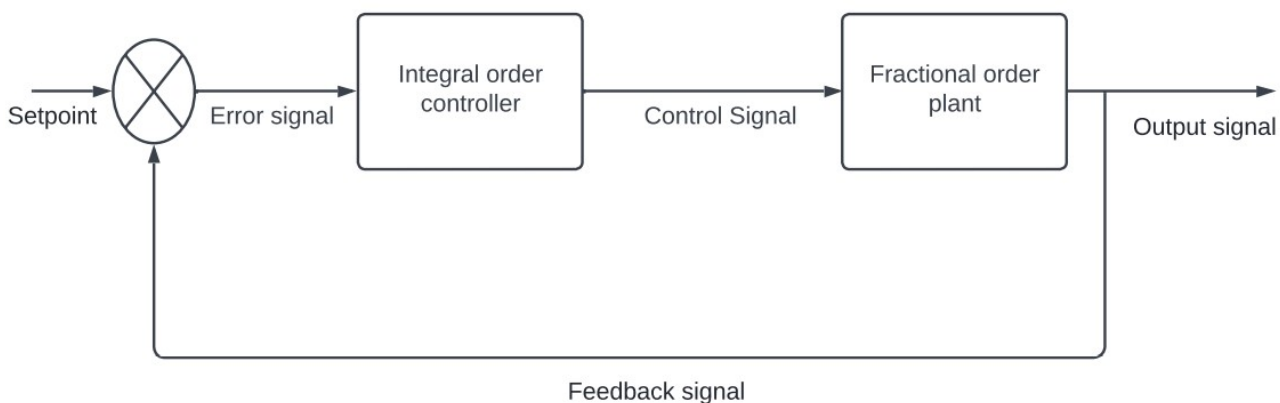 Setpoint
Error signal
Integral order
controller
Control Signal
Fractional order
plant
Output signal
Feedback signal